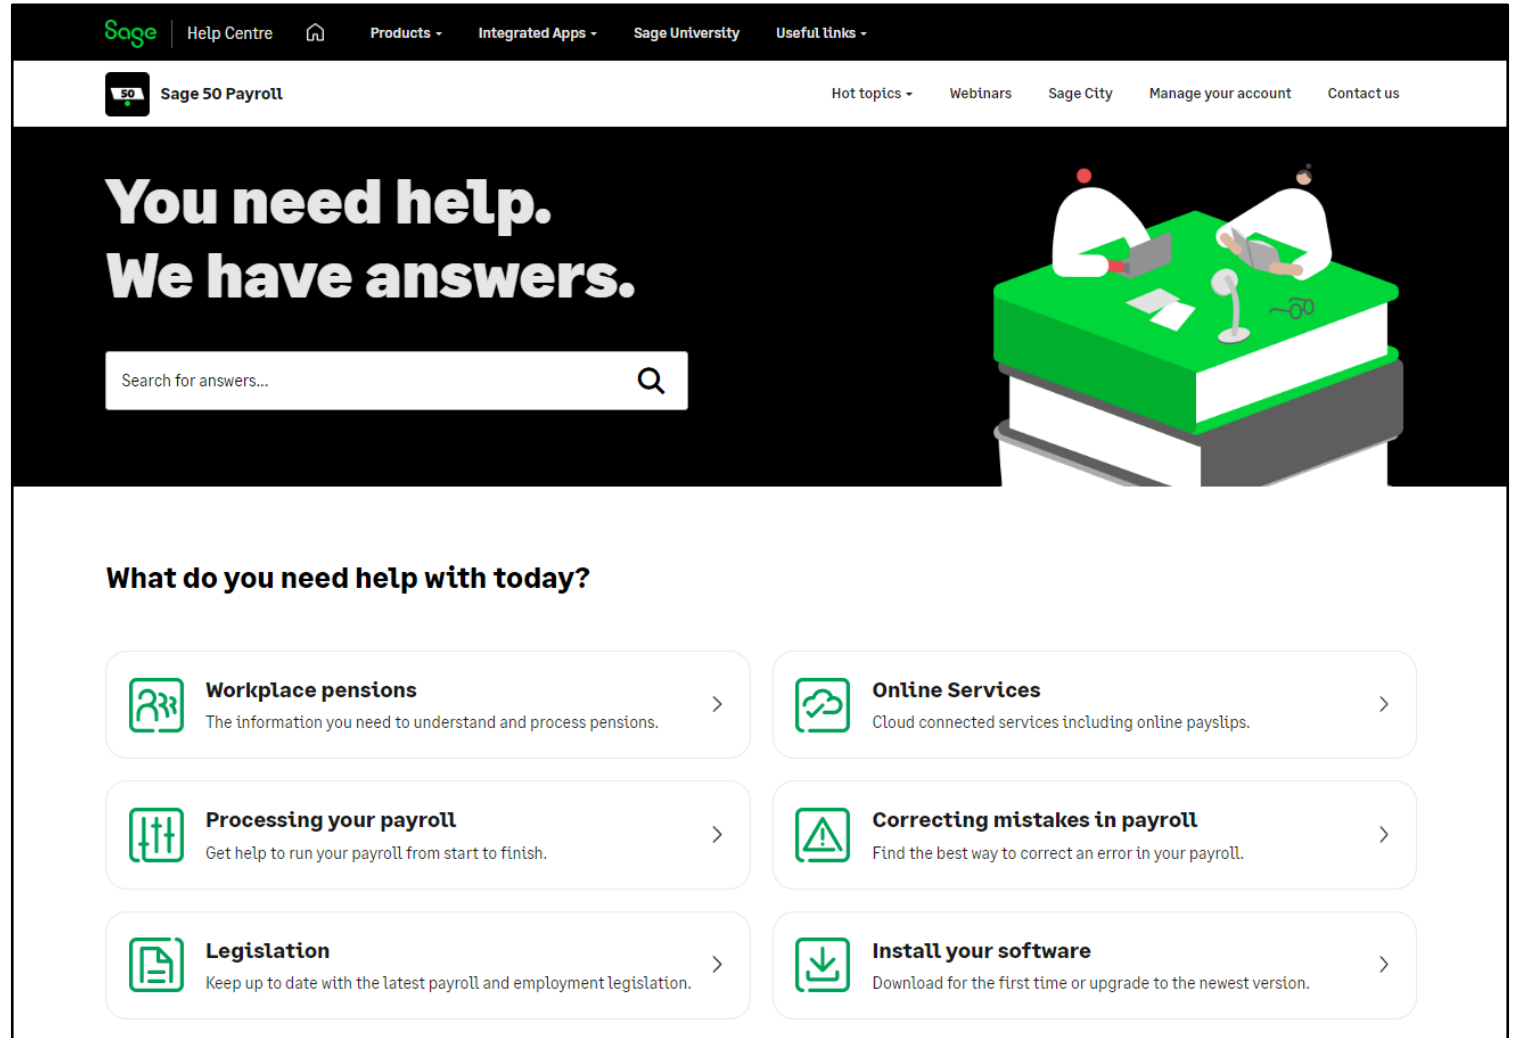 Sage Help Centre Products Integrated Apps Sage University Useful links
50 Sage 50 Payroll Hot topics Webinars Sage City Manage your account Contact us
You need help.
We have answers.
Search for answers...
What do you need help with today?
Workplace pensions
The information you need to understand and process pensions.
Online Services
Cloud connected services including online payslips.
Processing your payroll
Get help to run your payroll from start to finish.
Correcting mistakes in payroll
Find the best way to correct an error in your payroll.
Legislation
Keep up to date with the latest payroll and employment legislation.
Install your software
Download for the first time or upgrade to the newest version.